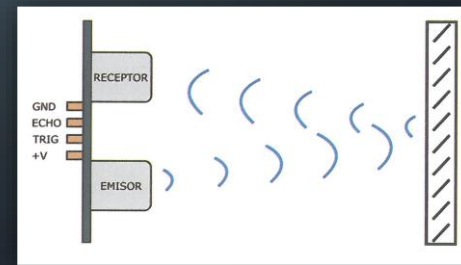 RECEPTOR
GND
ECHO
TRIG
+V
EMISOR